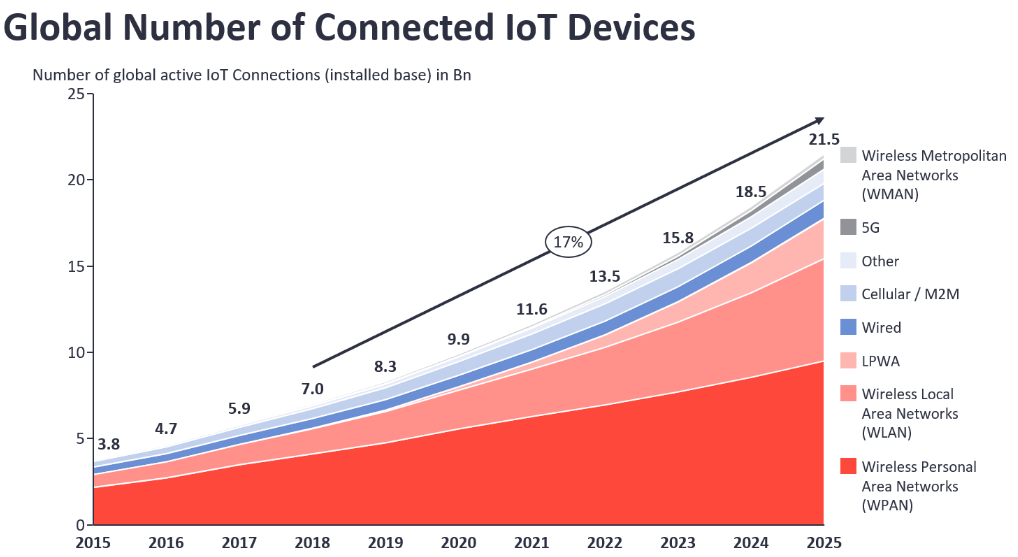 Global Number of Connected IoT Devices
Number of global active IoT Connections (installed base) in Bn
25
20
15
10
5
0
3.8
4.7
5.9
7.0
8.3
9.9
11.6
13.5
15.8
18.5
21.5
17%
2015
2016
2017
2018
2019
2020
2021
2022
2023
2024
2025
Wireless Metropolitan
Area Networks
(WMAN)
5G
Other
Cellular / M2M
Wired
LPWA
Wireless Local
Area Networks
(WLAN)
Wireless Personal
Area Networks
(WPAN)